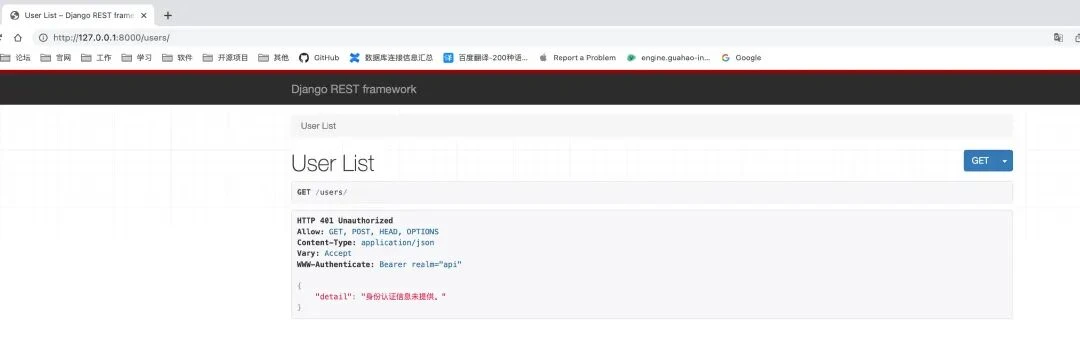 User List – Django REST frame
http://127.0.0.1:8000/users/
论坛 官网 工作 学习 软件 开源项目 其他 GitHub 数据库连接信息汇总 百度翻译-200种语... Report a Problem engine.guahao-in... Google
Django REST framework
User List
User List
GET
GET /users/
HTTP 401 Unauthorized
Allow: GET, POST, HEAD, OPTIONS
Content-Type: application/json
Vary: Accept
WWW-Authenticate: Bearer realm="api"
{
"detail": "身份认证信息未提供。"
}